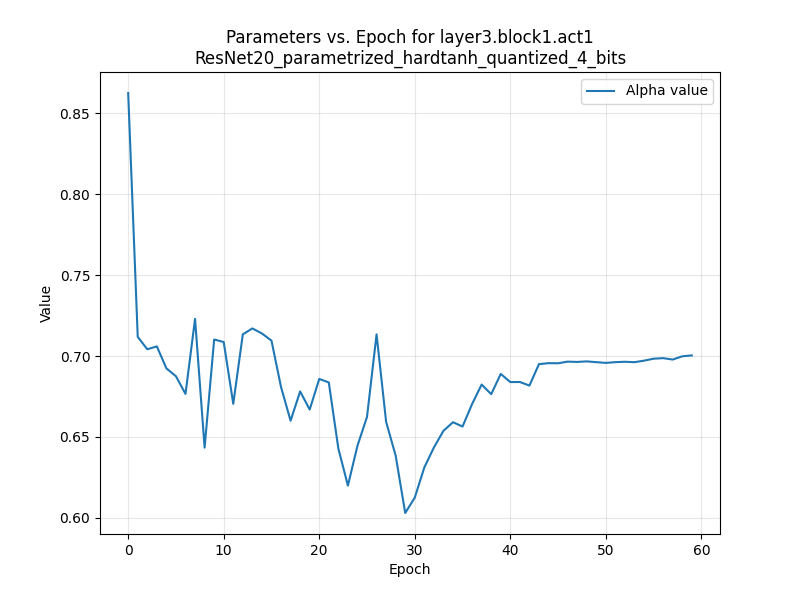 Parameters vs. Epoch for layer3.block1.act1
ResNet20_parametrized_hardtanh_quantized_4_bits
Alpha value
0.85
0.80
0.75
0.70
0.65
0.60
Value
0 10 20 30 40 50 60
Epoch